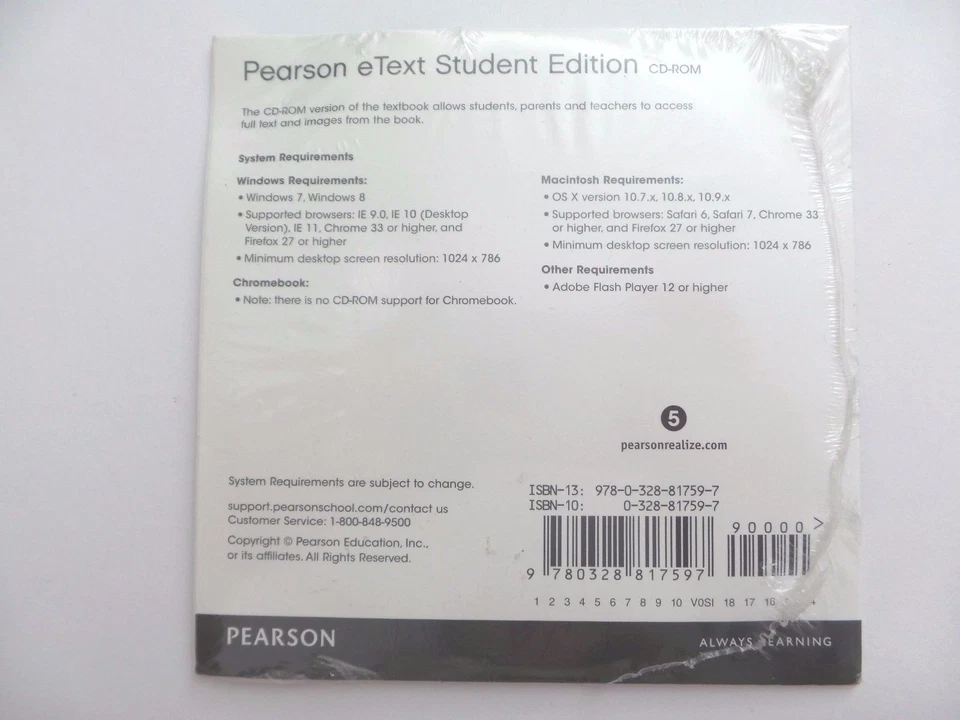 Pearson eText Student Edition CD-ROM
The CD-ROM version of the textbook allows students, parents and teachers to access
full text and images from the book.
System Requirements
Windows Requirements:
• Windows 7, Windows 8
• Supported browsers: IE 9.0, IE 10 (Desktop
Version), IE 11, Chrome 33 or higher, and
Firefox 27 or higher
• Minimum desktop screen resolution: 1024 x 786
Chromebook:
• Note: there is no CD-ROM support for Chromebook.
Macintosh Requirements:
• OS X version 10.7.x, 10.8.x, 10.9.x
• Supported browsers: Safari 6, Safari 7, Chrome 33
or higher, and Firefox 27 or higher
• Minimum desktop screen resolution: 1024 x 786
Other Requirements
• Adobe Flash Player 12 or higher
5
pearsonrealize.com
System Requirements are subject to change.
support.pearsonschool.com/contact us
Customer Service: 1-800-848-9500
Copyright © Pearson Education, Inc.,
or its affiliates. All Rights Reserved.
ISBN-13: 978-0-328-81759-7
ISBN-10: 0-328-81759-7
90000>
9 780328 817597
1 2 3 4 5 6 7 8 9 10 V0SI 18 17 16
PEARSON
ALWAYS LEARNING